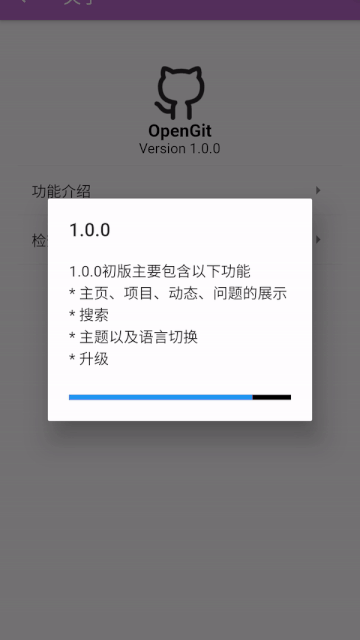 OpenGit
Version 1.0.0
功能介绍
检
1.0.0
1.0.0初版主要包含以下功能
* 主页、项目、动态、问题的展示
* 搜索
* 主题以及语言切换
* 升级